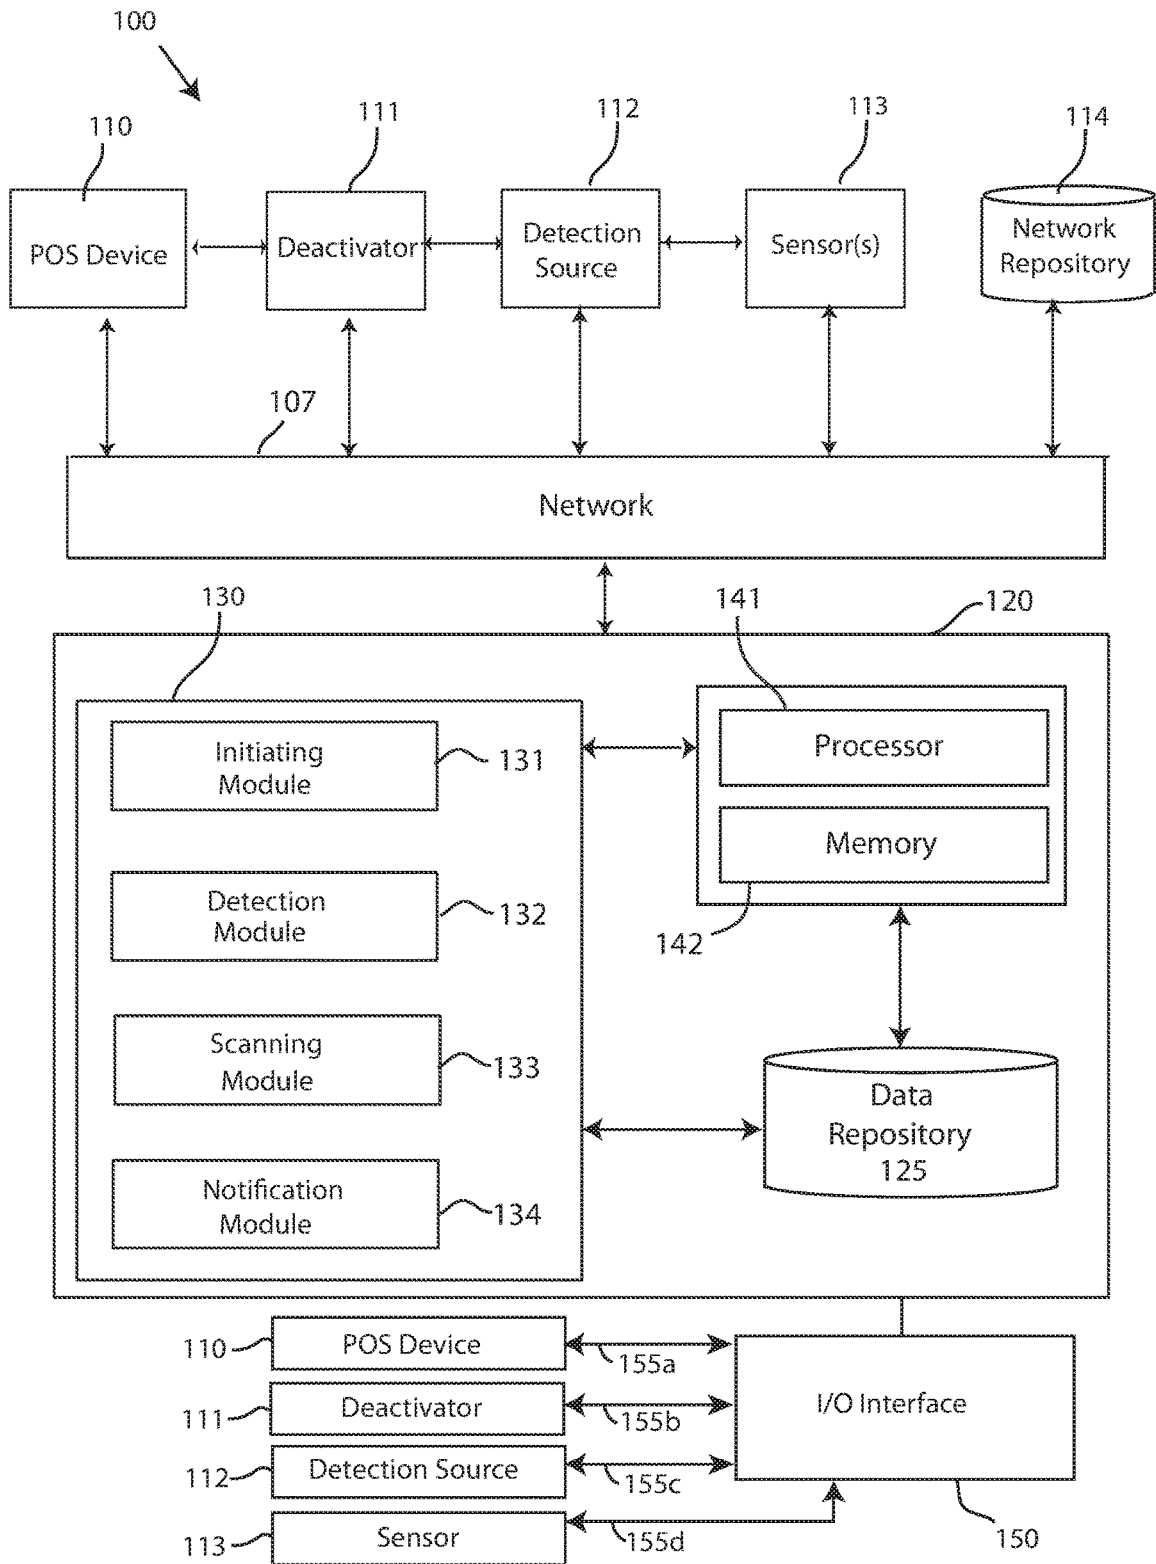 100
110
111
112
113
114
POS Device
Deactivator
Detection
Source
Sensor(s)
Network
Repository
107
Network
130
141
120
Initiating
Module
131
Processor
Memory
142
Detection
Module
132
Scanning
Module
133
Data
Repository
125
Notification
Module
134
110
POS Device
155a
111
Deactivator
155b
I/O Interface
112
Detection Source
155c
113
Sensor
155d
150